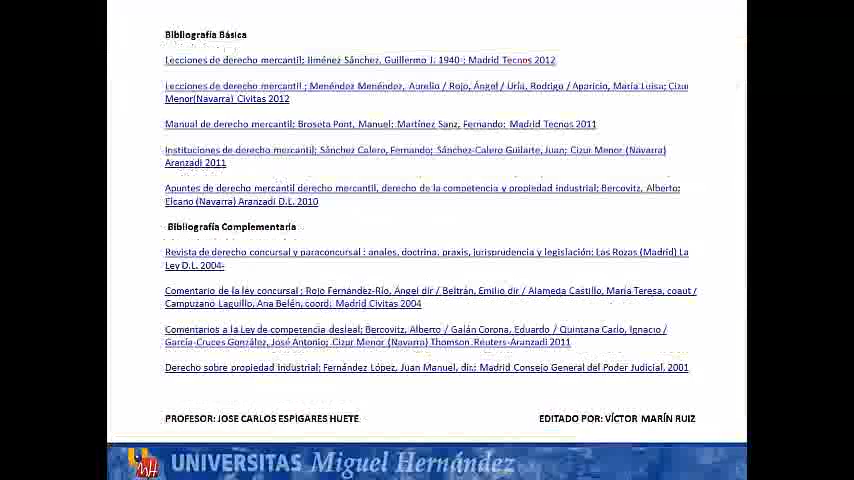 Bibliografía Básica
Lecciones de derecho mercantil; Jiménez Sánchez, Guillermo J. 1940-; Madrid Tecnos 2012
Lecciones de derecho mercantil ; Menéndez Menéndez, Aurelio / Rojo, Ángel / Uría, Rodrigo / Aparicio, María Luisa; Cizur
Menor(Navarra) Civitas 2012
Manual de derecho mercantil; Broseta Pont, Manuel; Martínez Sanz, Fernando; Madrid Tecnos 2011
Instituciones de derecho mercantil; Sánchez Calero, Fernando; Sánchez-Calero Guilarte, Juan; Cizur Menor (Navarra)
Aranzadi 2011
Apuntes de derecho mercantil derecho mercantil, derecho de la competencia y propiedad industrial; Bercovitz, Alberto;
Elcano (Navarra) Aranzadi D.L. 2010
Bibliografía Complementaria
Revista de derecho concursal y paraconcursal : anales, doctrina, praxis, jurisprudencia y legislación; Las Rozas (Madrid) La
Ley D.L. 2004-
Comentario de la ley concursal ; Rojo Fernández-Río, Ángel dir / Beltrán, Emilio dir / Alameda Castillo, María Teresa, coaut /
Campuzano Laguillo, Ana Belén, coord; Madrid Civitas 2004
Comentarios a la Ley de competencia desleal; Bercovitz, Alberto / Galán Corona, Eduardo / Quintana Carlo, Ignacio /
García-Cruces González, José Antonio; Cizur Menor (Navarra) Thomson Reuters-Aranzadi 2011
Derecho sobre propiedad industrial; Fernández López, Juan Manuel, dir.; Madrid Consejo General del Poder Judicial, 2001
PROFESOR: JOSE CARLOS ESPIGARES HUETE
EDITADO POR: VÍCTOR MARÍN RUIZ
UNIVERSITAS Miguel Hernández